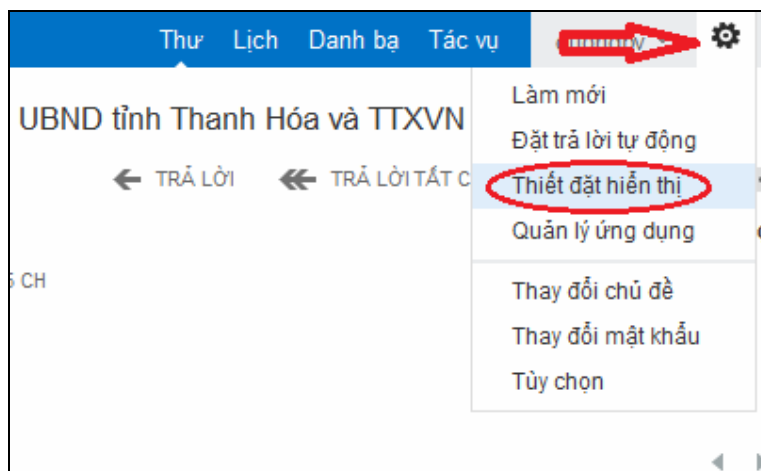 Thư Lịch Danh bạ Tác vụ
Làm mới
UBND tỉnh Thanh Hóa và TTXVN
Đặt trả lời tự động
TRẢ LỜI TRẢ LỜI TẤT C
Thiết đặt hiển thị
Quản lý ứng dụng
CH
Thay đổi chủ đề
Thay đổi mật khẩu
Tùy chọn